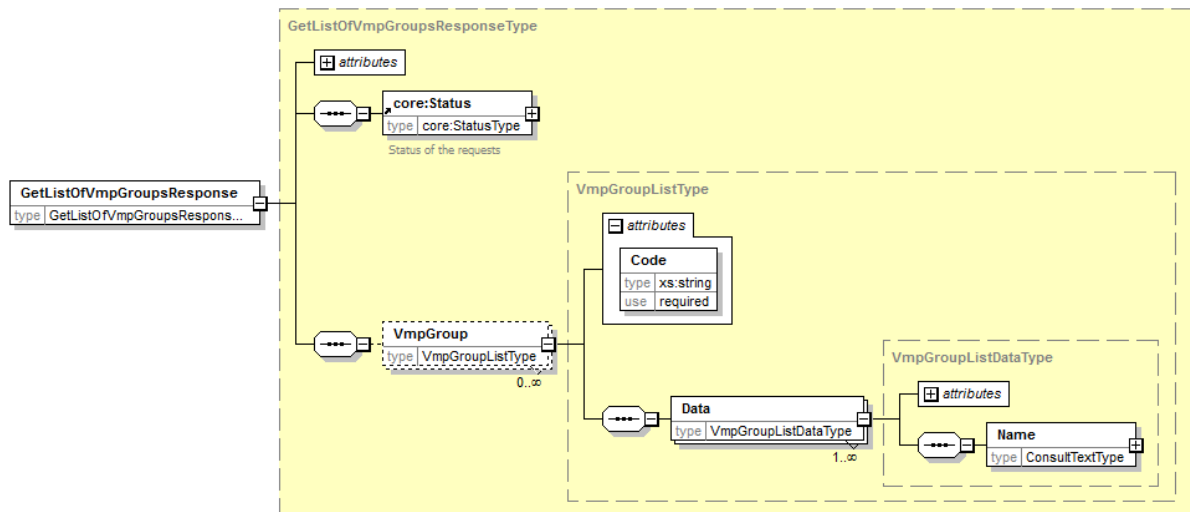 GetListOfVmpGroupsResponseType
attributes
core:Status
type core:StatusType
Status of the requests
GetListOfVmpGroupsResponse
type GetListOfVmpGroupsRespons...
VmpGroupListType
attributes
Code
type xs:string
use required
VmpGroup
type VmpGroupListType
0..∞
VmpGroupListDataType
attributes
Data
type VmpGroupListDataType
1..∞
Name
type ConsultTextType